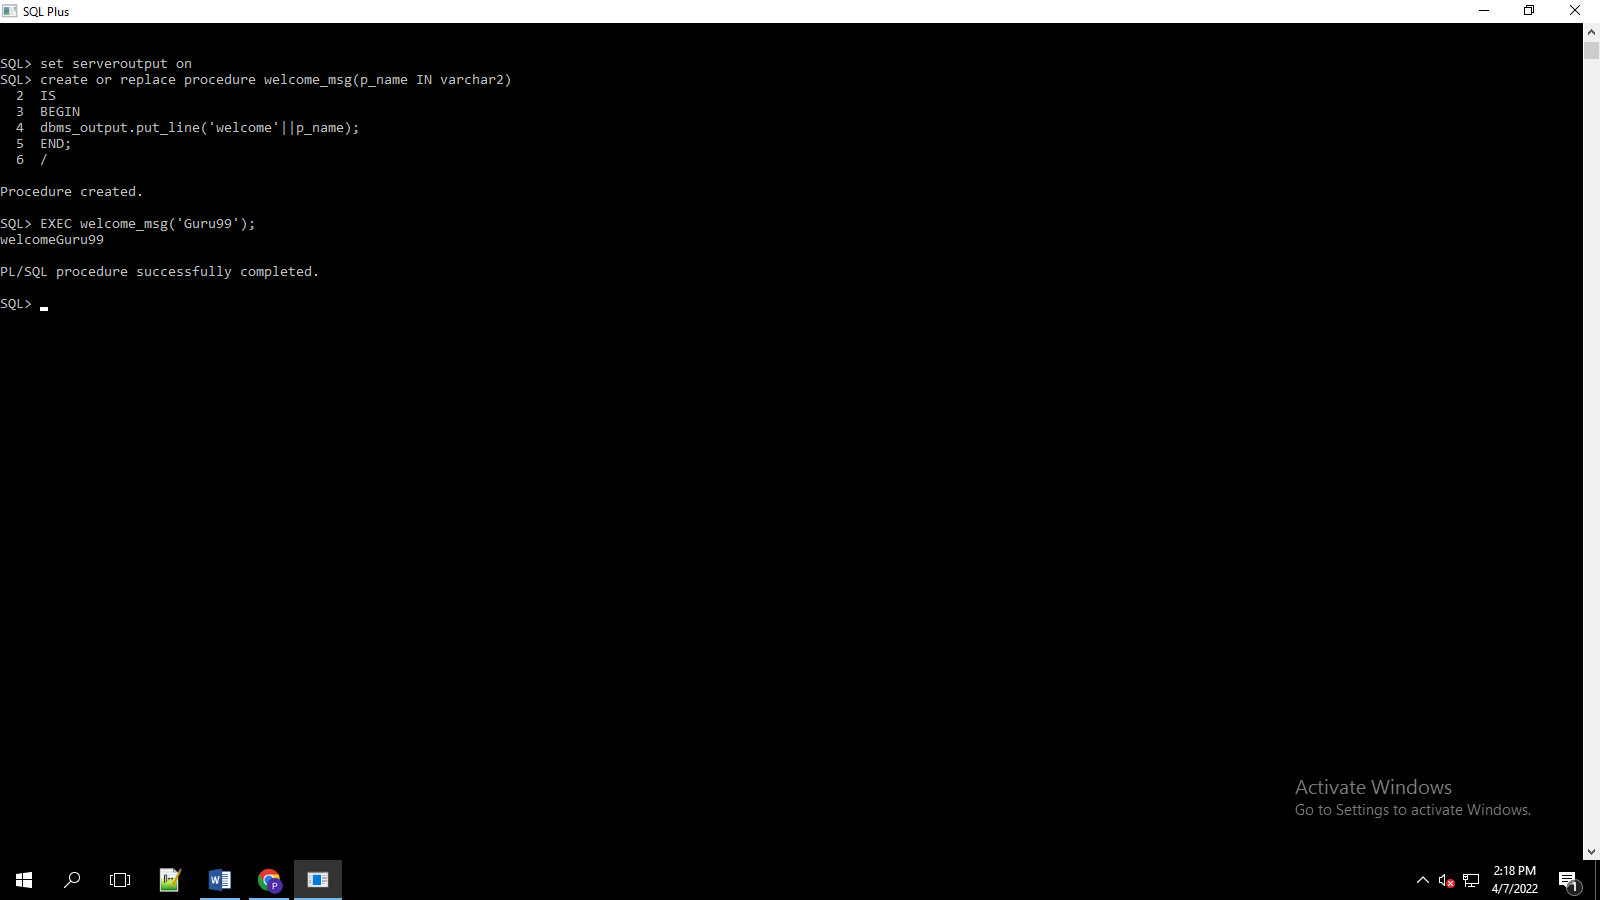 SQL Plus
SQL> set serveroutput on
SQL> create or replace procedure welcome_msg(p_name IN varchar2)
  2  IS
  3  BEGIN
  4  dbms_output.put_line('welcome'||p_name);
  5  END;
  6  /
Procedure created.
SQL> EXEC welcome_msg('Guru99');
welcomeGuru99
PL/SQL procedure successfully completed.
SQL>
Activate Windows
Go to Settings to activate Windows.
W
P
2:18 PM
4/7/2022
1